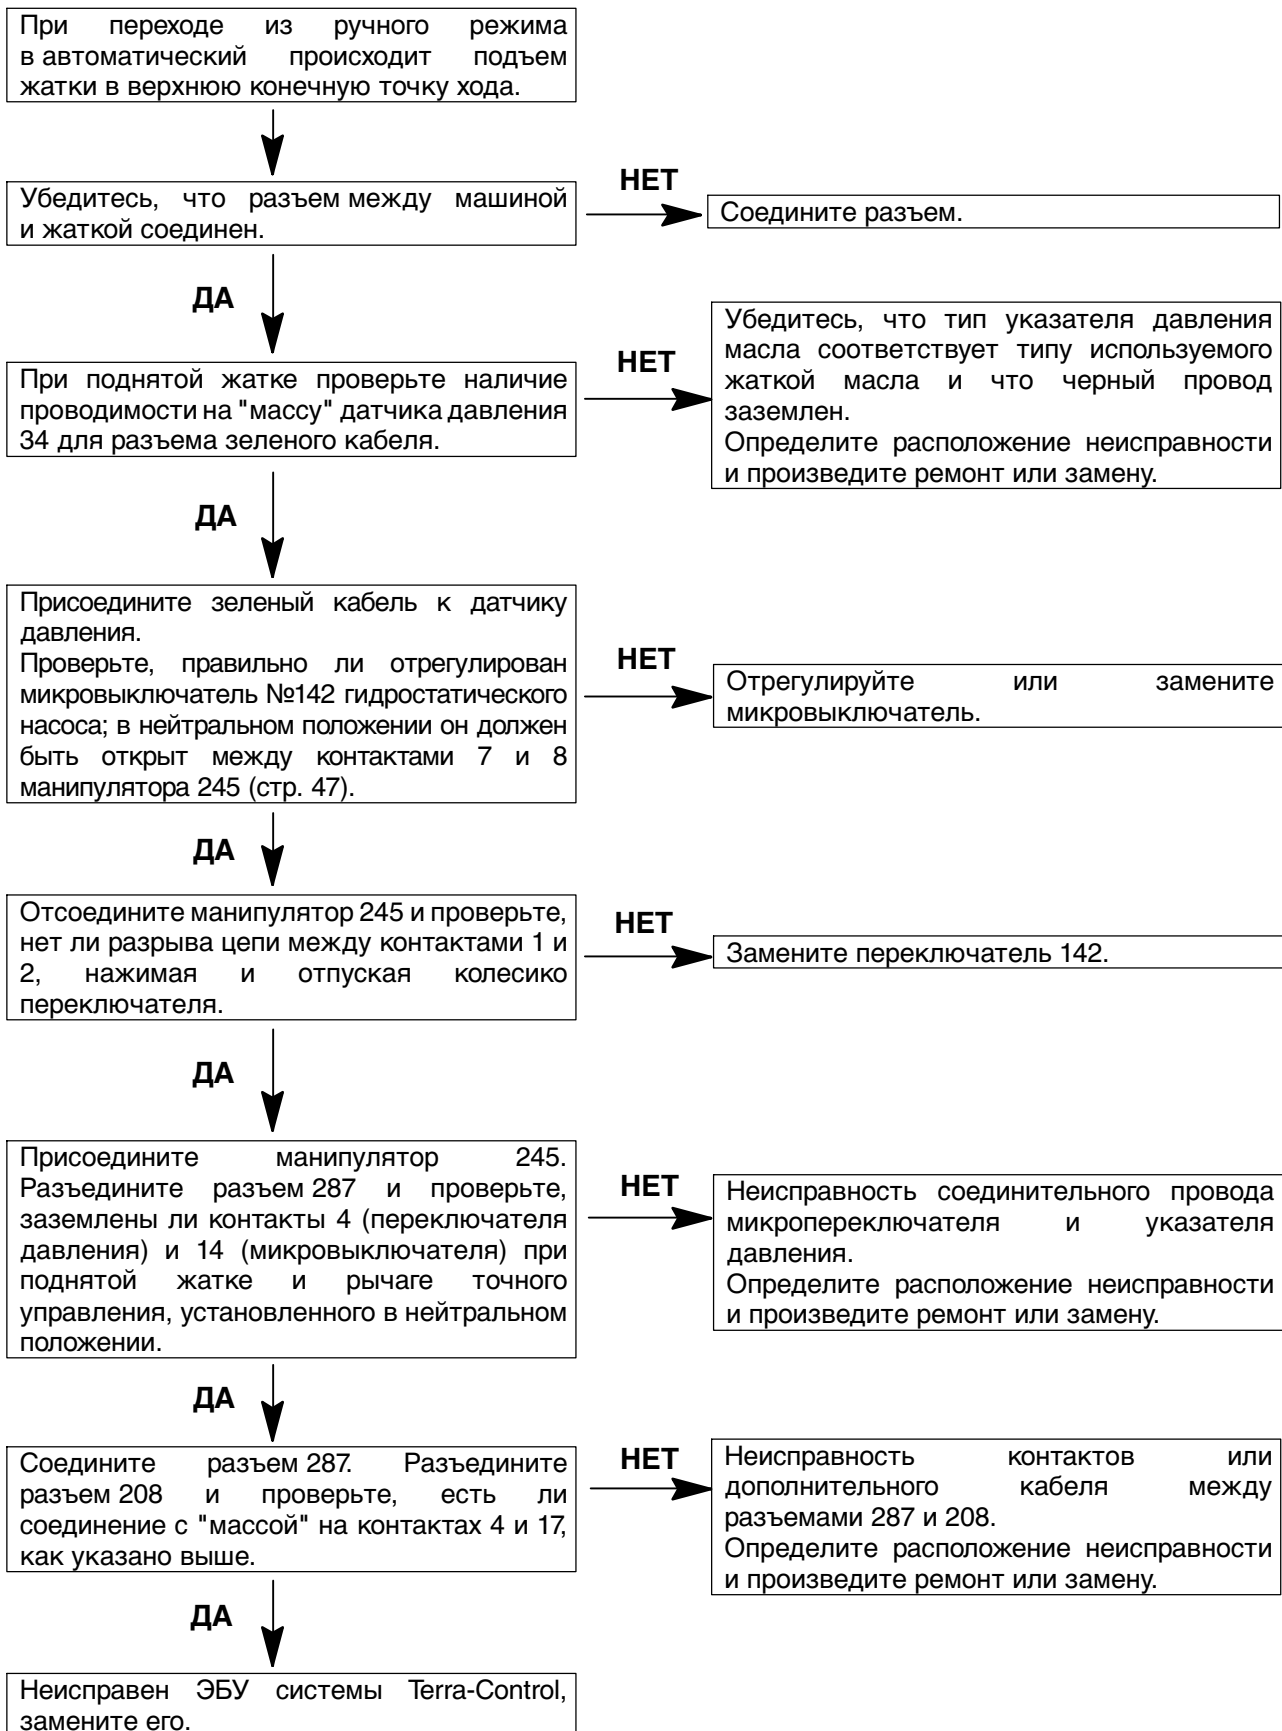 При переходе из ручного режима
в автоматический происходит подъем
жатки в верхнюю конечную точку хода.
Убедитесь, что разъем между машиной
и жаткой соединен.
НЕТ
Соедините разъем.
ДА
При поднятой жатке проверьте наличие
проводимости на "массу" датчика давления
34 для разъема зеленого кабеля.
НЕТ
Убедитесь, что тип указателя давления
масла соответствует типу используемого
жаткой масла и что черный провод
заземлен.
Определите расположение неисправности
и произведите ремонт или замену.
ДА
Присоедините зеленый кабель к датчику
давления.
Проверьте, правильно ли отрегулирован
микровыключатель №142 гидростатического
насоса; в нейтральном положении он должен
быть открыт между контактами 7 и 8
манипулятора 245 (стр. 47).
НЕТ
Отрегулируйте или замените
микровыключатель.
ДА
Отсоедините манипулятор 245 и проверьте,
нет ли разрыва цепи между контактами 1 и
2, нажимая и отпуская колесико
переключателя.
НЕТ
Замените переключатель 142.
ДА
Присоедините манипулятор 245.
Разъедините разъем 287 и проверьте,
заземлены ли контакты 4 (переключателя
давления) и 14 (микровыключателя) при
поднятой жатке и рычаге точного
управления, установленного в нейтральном
положении.
НЕТ
Неисправность соединительного провода
микропереключателя и указателя
давления.
Определите расположение неисправности
и произведите ремонт или замену.
ДА
Соедините разъем 287. Разъедините
разъем 208 и проверьте, есть ли
соединение с "массой" на контактах 4 и 17,
как указано выше.
НЕТ
Неисправность контактов или
дополнительного кабеля между
разъемами 287 и 208.
Определите расположение неисправности
и произведите ремонт или замену.
ДА
Неисправен ЭБУ системы Terra-Control,
замените его.